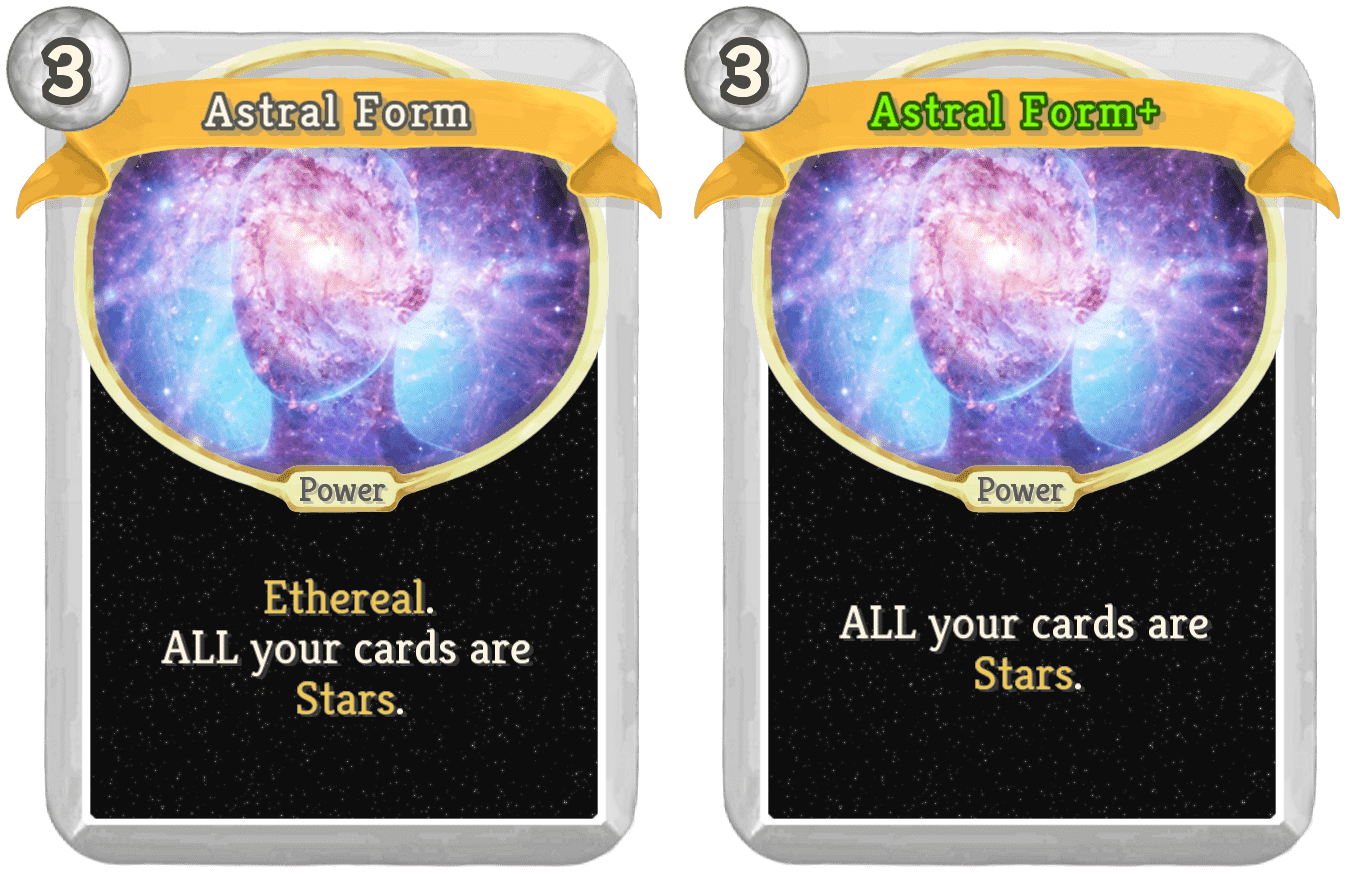 3
Astral Form
Power
Ethereal.
ALL your cards are
Stars.
3
Astral Form+
Power
ALL your cards are
Stars.